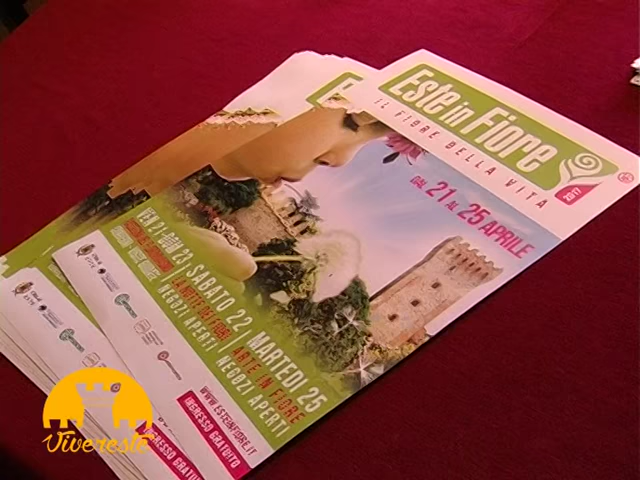 Este in Fiore
IL FIORE DELLA VITA
2017
DAL 21 AL 25 APRILE
VEN 21-DOM 23
SABATO 22
LA NOTTE DEI FIORI
NEGOZI APERTI
MARTEDÌ 25
ARTE IN FIORE
NEGOZI APERTI
WWW.ESTEINFIORE.IT
INGRESSO GRATUITO
INGRESSO GRATUITO
Vivereste